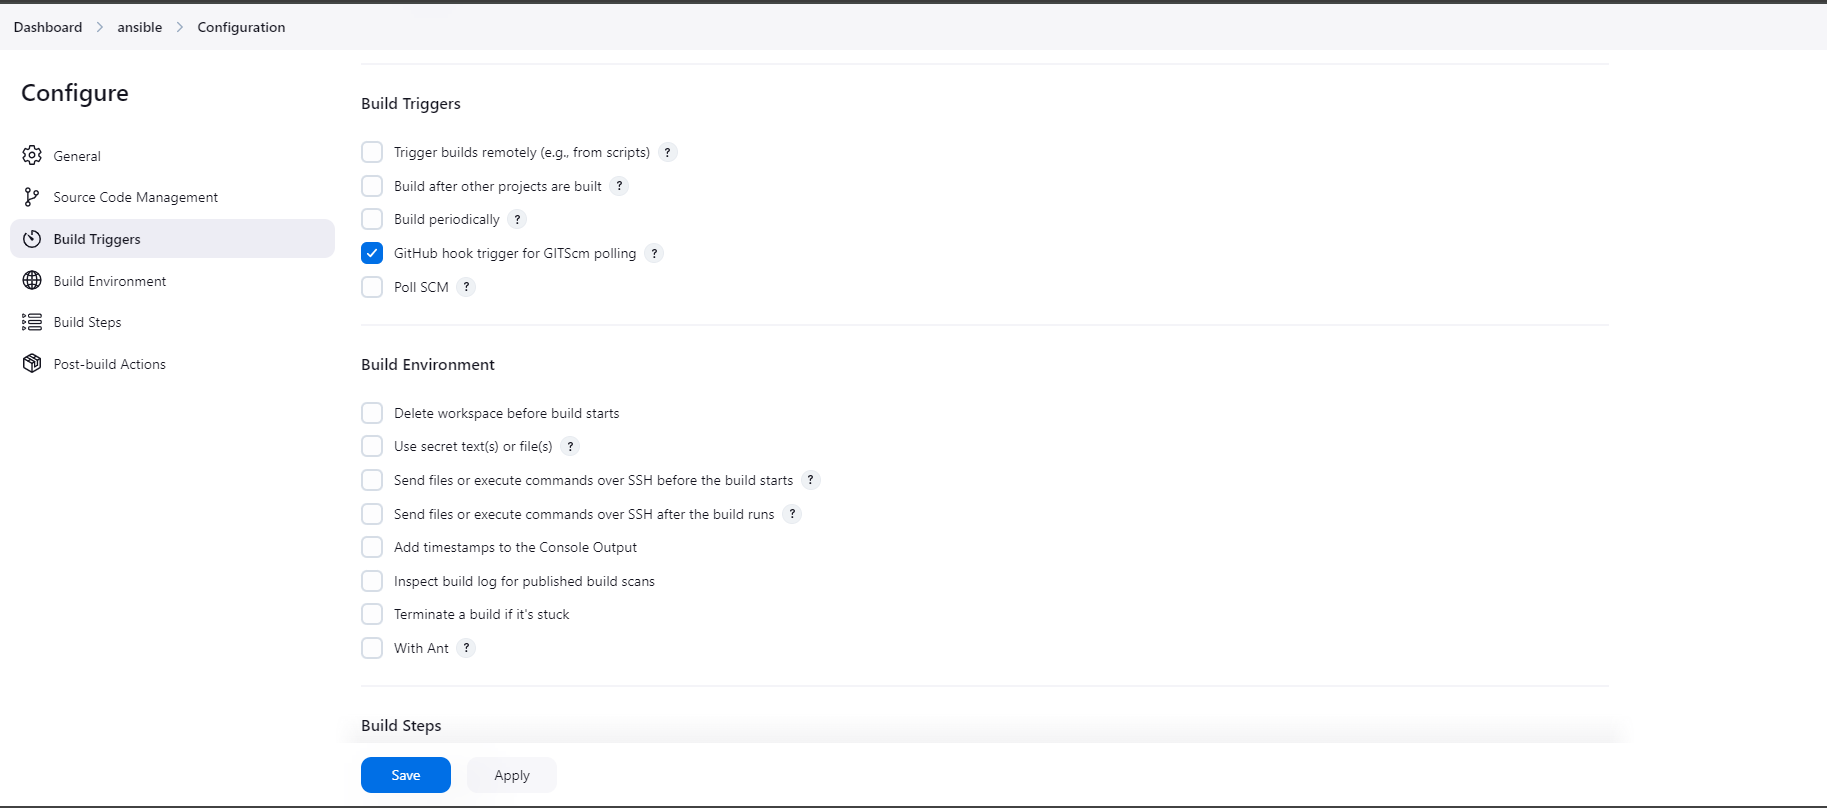 Dashboard > ansible > Configuration
Configure
General
Source Code Management
Build Triggers
Build Environment
Build Steps
Post-build Actions
Build Triggers
Trigger builds remotely (e.g., from scripts) ?
Build after other projects are built ?
Build periodically ?
GitHub hook trigger for GITScm polling ?
Poll SCM ?
Build Environment
Delete workspace before build starts
Use secret text(s) or file(s) ?
Send files or execute commands over SSH before the build starts ?
Send files or execute commands over SSH after the build runs ?
Add timestamps to the Console Output
Inspect build log for published build scans
Terminate a build if it's stuck
With Ant ?
Build Steps
Save Apply